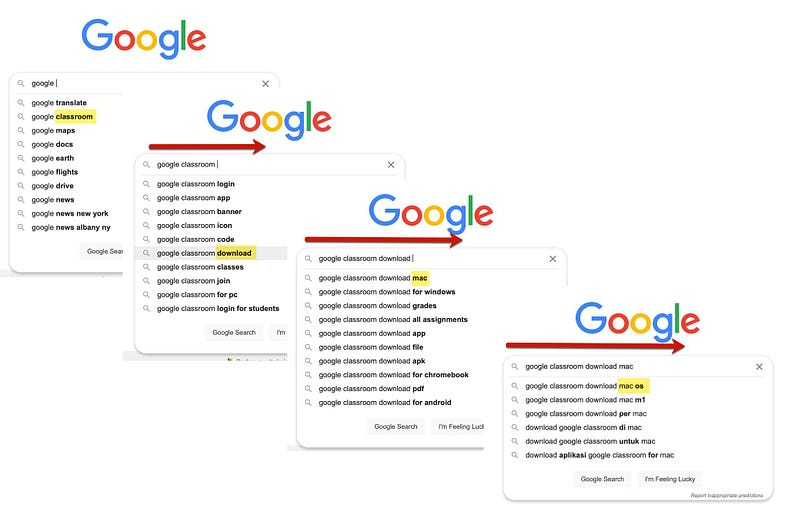 Google
google
google translate
google classroom
google maps
google docs
google earth
google flights
google drive
google news
google news new york
google news albany ny
Google
google classroom
google classroom login
google classroom app
google classroom banner
google classroom icon
google classroom code
google classroom download
google classroom classes
google classroom join
google classroom for pc
google classroom login for students
Google Search I'm
Google
google classroom download
google classroom download mac
google classroom download for windows
google classroom download grades
google classroom download all assignments
google classroom download app
google classroom download file
google classroom download apk
google classroom download for chromebook
google classroom download pdf
google classroom download for android
Google Search I'm Feeling
Google
google classroom download mac
google classroom download mac os
google classroom download mac m1
google classroom download per mac
download google classroom di mac
download google classroom untuk mac
download aplikasi google classroom for mac
Google Search I'm Feeling Lucky
Report inappropriate predictions